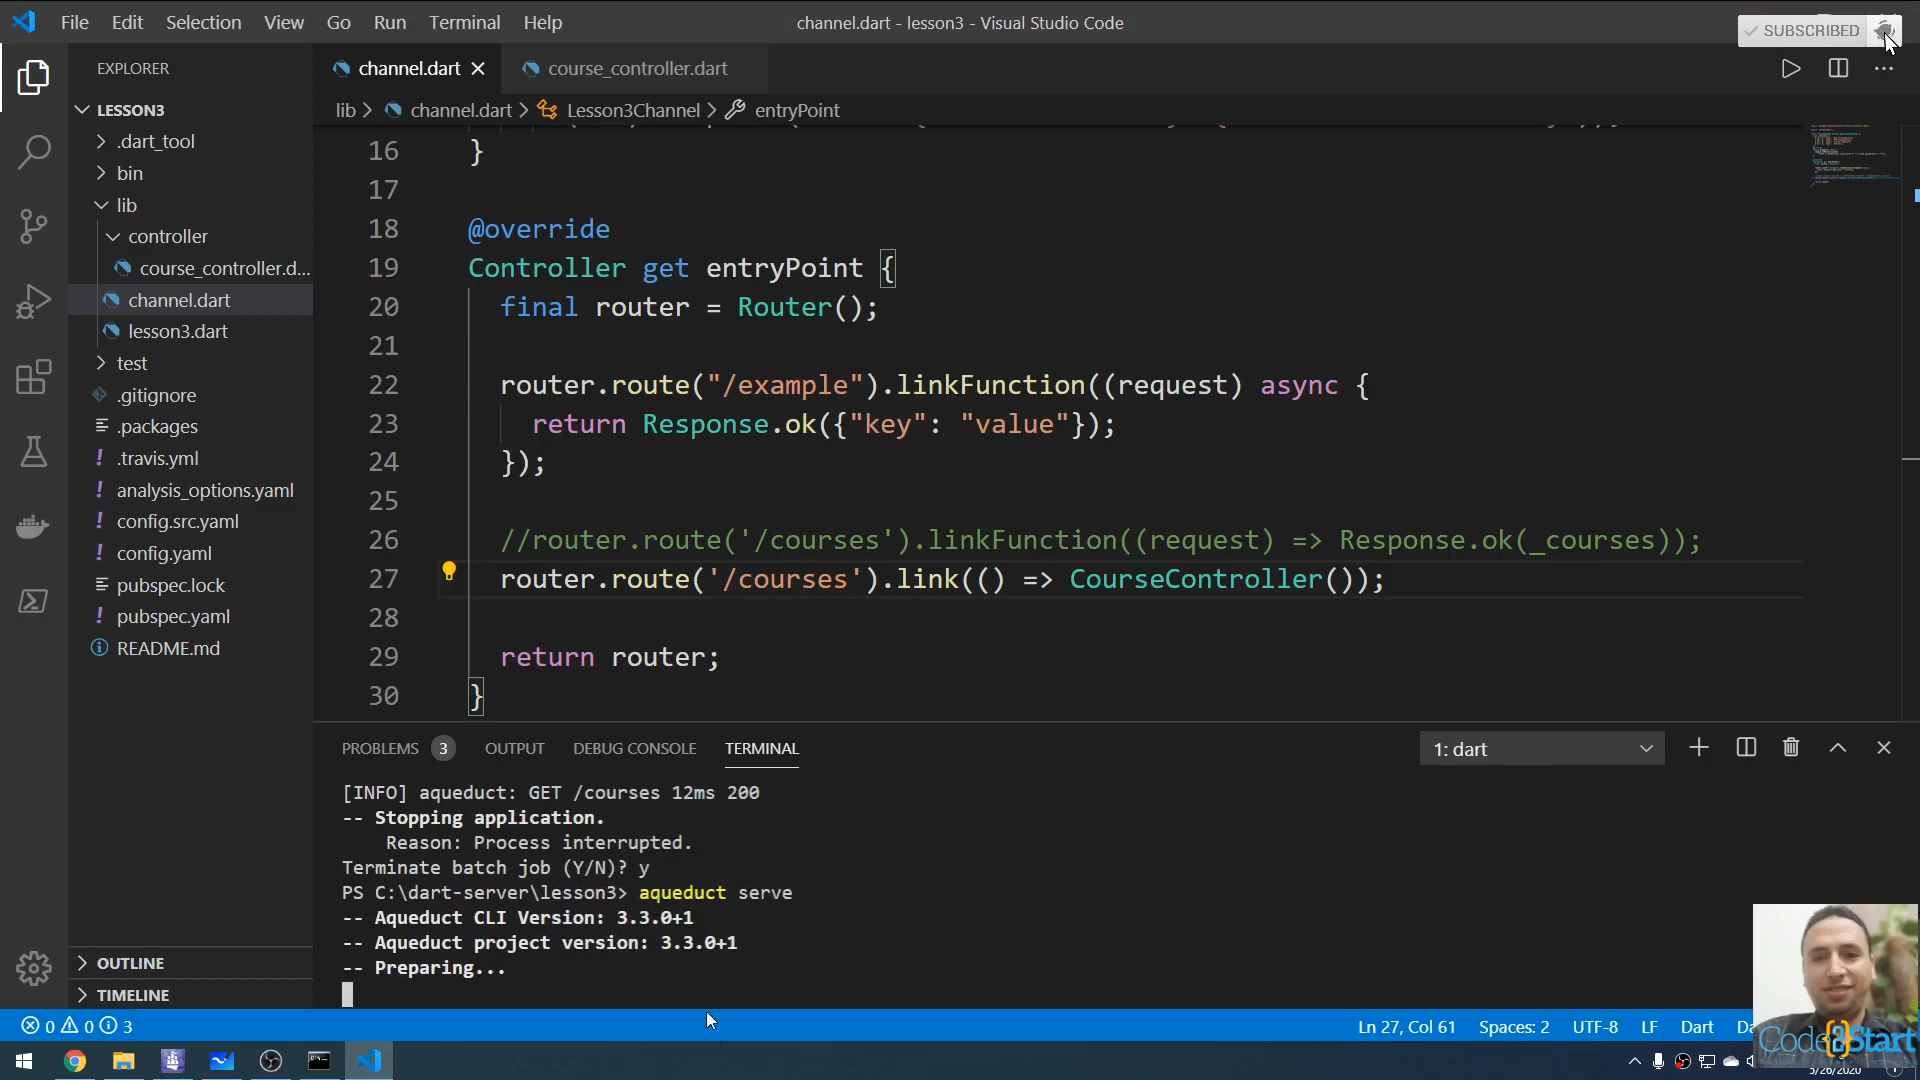 File Edit Selection View Go Run Terminal Help
channel.dart - lesson3 - Visual Studio Code
SUBSCRIBED
EXPLORER
LESSON3
.dart_tool
bin
lib
controller
course_controller.d...
channel.dart
lesson3.dart
test
.gitignore
.packages
.travis.yml
analysis_options.yaml
config.src.yaml
config.yaml
pubspec.lock
pubspec.yaml
README.md
OUTLINE
TIMELINE
channel.dart
course_controller.dart
lib > channel.dart > Lesson3Channel > entryPoint
16 }
17
18 @override
19 Controller get entryPoint {
20 final router = Router();
21
22 router.route("/example").linkFunction((request) async {
23 return Response.ok({"key": "value"});
24 });
25
26 //router.route('/courses').linkFunction((request) => Response.ok(_courses));
27 router.route('/courses').link(() => CourseController());
28
29 return router;
30 }
PROBLEMS 3 OUTPUT DEBUG CONSOLE TERMINAL
1: dart
[INFO] aqueduct: GET /courses 12ms 200
-- Stopping application.
Reason: Process interrupted.
Terminate batch job (Y/N)? y
PS C:\dart-server\lesson3> aqueduct serve
-- Aqueduct CLI Version: 3.3.0+1
-- Aqueduct project version: 3.3.0+1
-- Preparing...
0 0 3
Ln 27, Col 61 Spaces: 2 UTF-8 LF Dart Da
Code2Start
5/26/2020